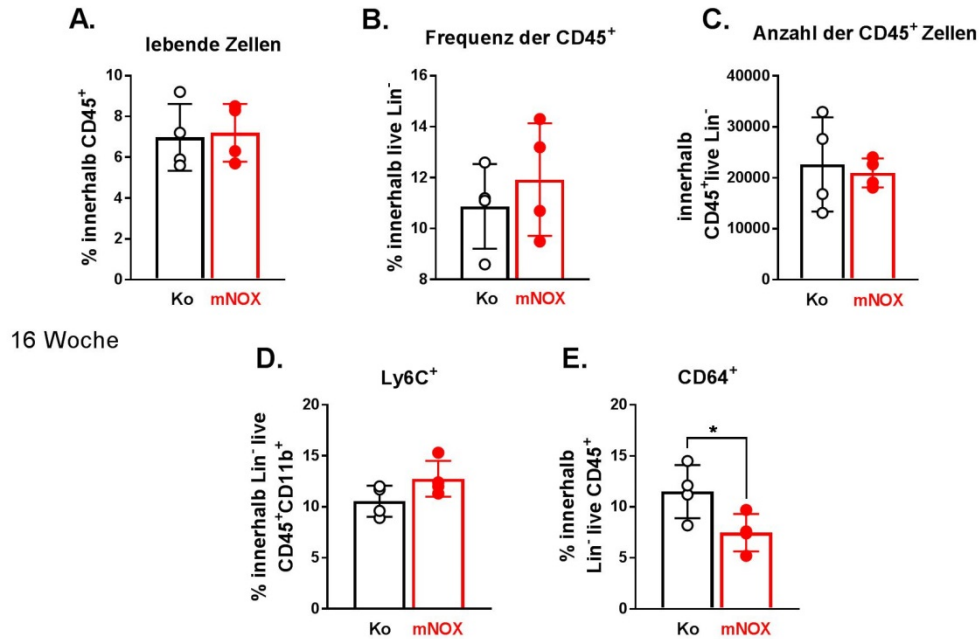 A.
lebende Zellen
% innerhalb CD45⁺
10
8
6
4
2
0
Ko
mNOX
B.
Frequenz der CD45⁺
% innerhalb live Lin⁻
16
14
12
10
8
Ko
mNOX
C.
Anzahl der CD45⁺ Zellen
innerhalb
CD45⁺live Lin⁻
40000
30000
20000
10000
0
Ko
mNOX
16 Woche
D.
Ly6C⁺
% innerhalb Lin⁻ live
CD45⁺CD11b⁺
20
15
10
5
0
Ko
mNOX
E.
CD64⁺
% innerhalb
Lin⁻ live CD45⁺
20
15
10
5
0
*
Ko
mNOX